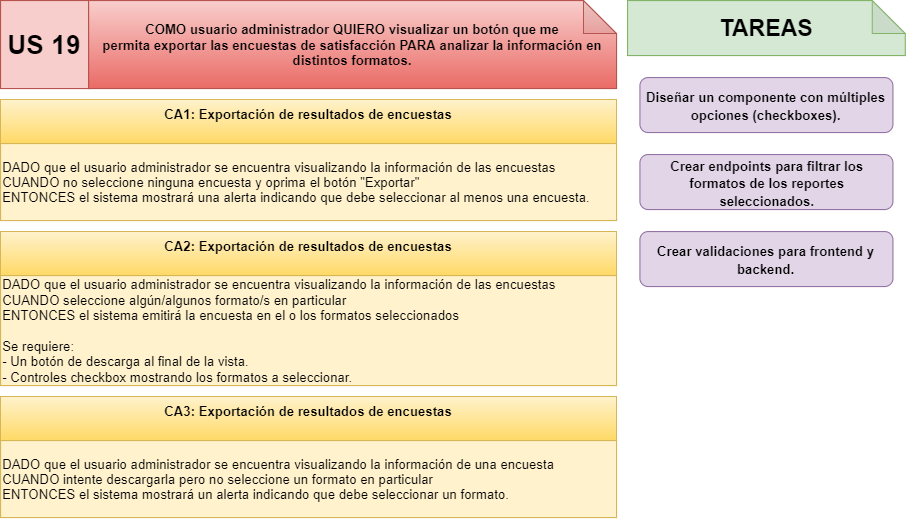 US 19
COMO usuario administrador QUIERO visualizar un botón que me
permita exportar las encuestas de satisfacción PARA analizar la información en
distintos formatos.
CA1: Exportación de resultados de encuestas
DADO que el usuario administrador se encuentra visualizando la información de las encuestas
CUANDO no seleccione ninguna encuesta y oprima el botón "Exportar"
ENTONCES el sistema mostrará una alerta indicando que debe seleccionar al menos una encuesta.
CA2: Exportación de resultados de encuestas
DADO que el usuario administrador se encuentra visualizando la información de las encuestas
CUANDO seleccione algún/algunos formato/s en particular
ENTONCES el sistema emitirá la encuesta en el o los formatos seleccionados
Se requiere:
- Un botón de descarga al final de la vista.
- Controles checkbox mostrando los formatos a seleccionar.
CA3: Exportación de resultados de encuestas
DADO que el usuario administrador se encuentra visualizando la información de una encuesta
CUANDO intente descargarla pero no seleccione un formato en particular
ENTONCES el sistema mostrará un alerta indicando que debe seleccionar un formato.
TAREAS
Diseñar un componente con múltiples
opciones (checkboxes).
Crear endpoints para filtrar los
formatos de los reportes
seleccionados.
Crear validaciones para frontend y
backend.